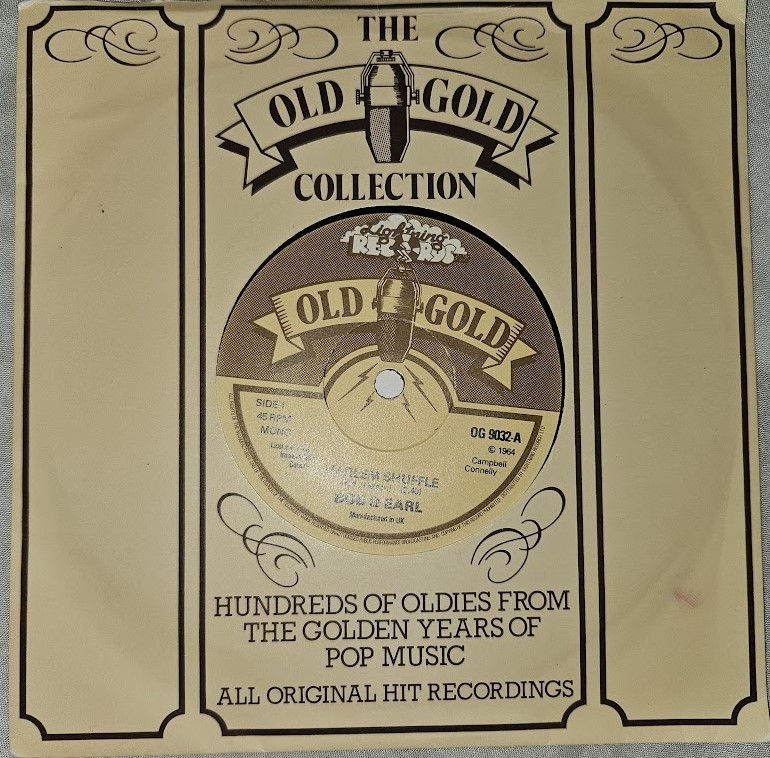 THE
OLD GOLD
COLLECTION
Lightning
RECORDS
OLD GOLD
SIDE 1
45 RPM
MONO
OG 9032-A
© 1964
Campbell
Connelly
HARLEM SHUFFLE
BOB & EARL
Manufactured in UK
HUNDREDS OF OLDIES FROM
THE GOLDEN YEARS OF
POP MUSIC
ALL ORIGINAL HIT RECORDINGS